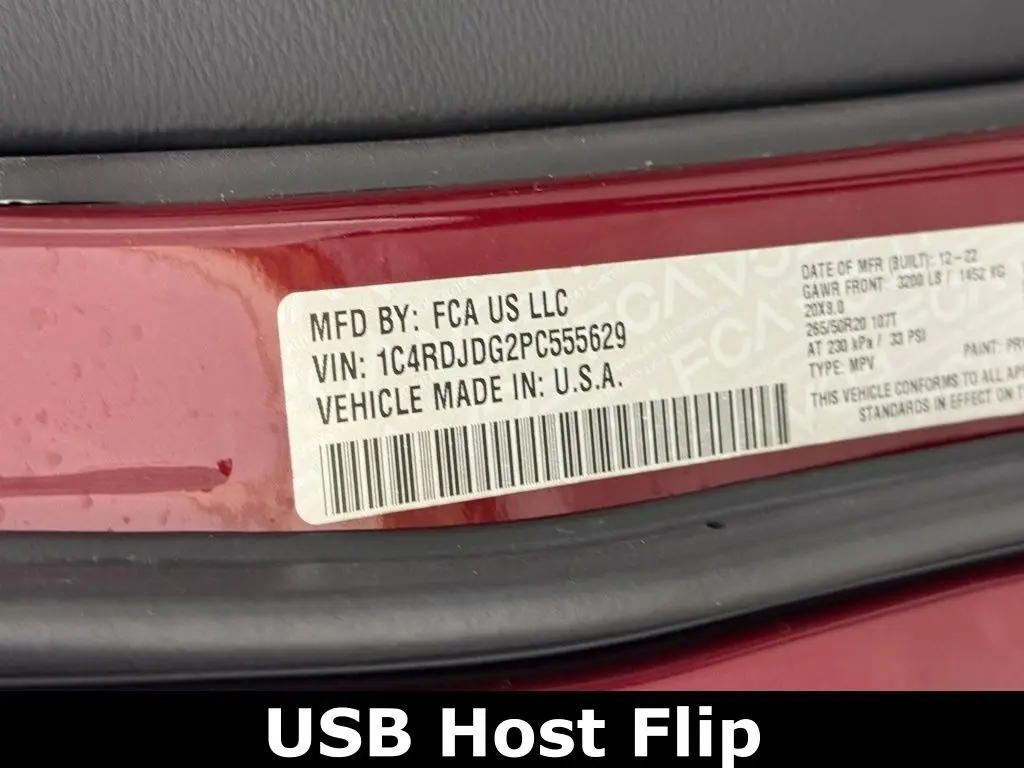 MFD BY: FCA US LLC
VIN: 1C4RDJDG2PC555629
VEHICLE MADE IN: U.S.A.
DATE OF MFR (BUILT): 12-22
GAWR FRONT: 3200 LB / 1452 KG
20X8.0
265/50R20 107T
AT 230 kPa / 33 PSI
TYPE: MPV
PAINT:
THIS VEHICLE CONFORMS TO ALL
STANDARDS IN EFFECT ON
USB Host Flip